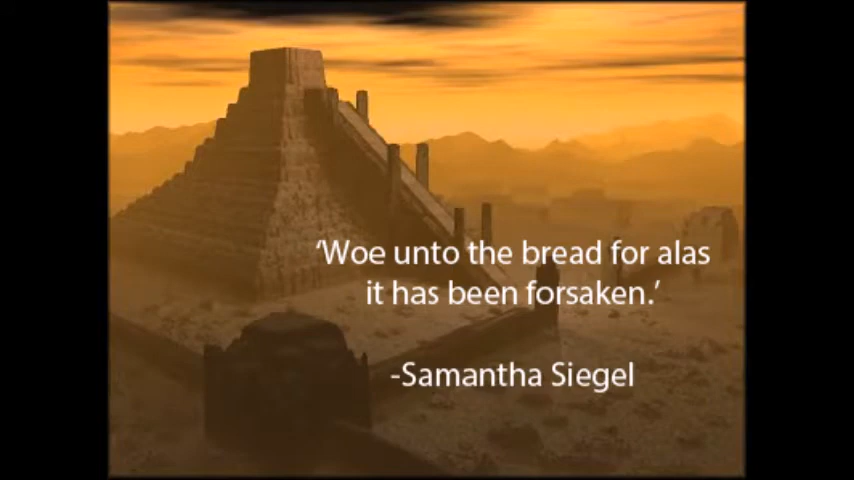 ‘Woe unto the bread for alas
it has been forsaken.’
-Samantha Siegel